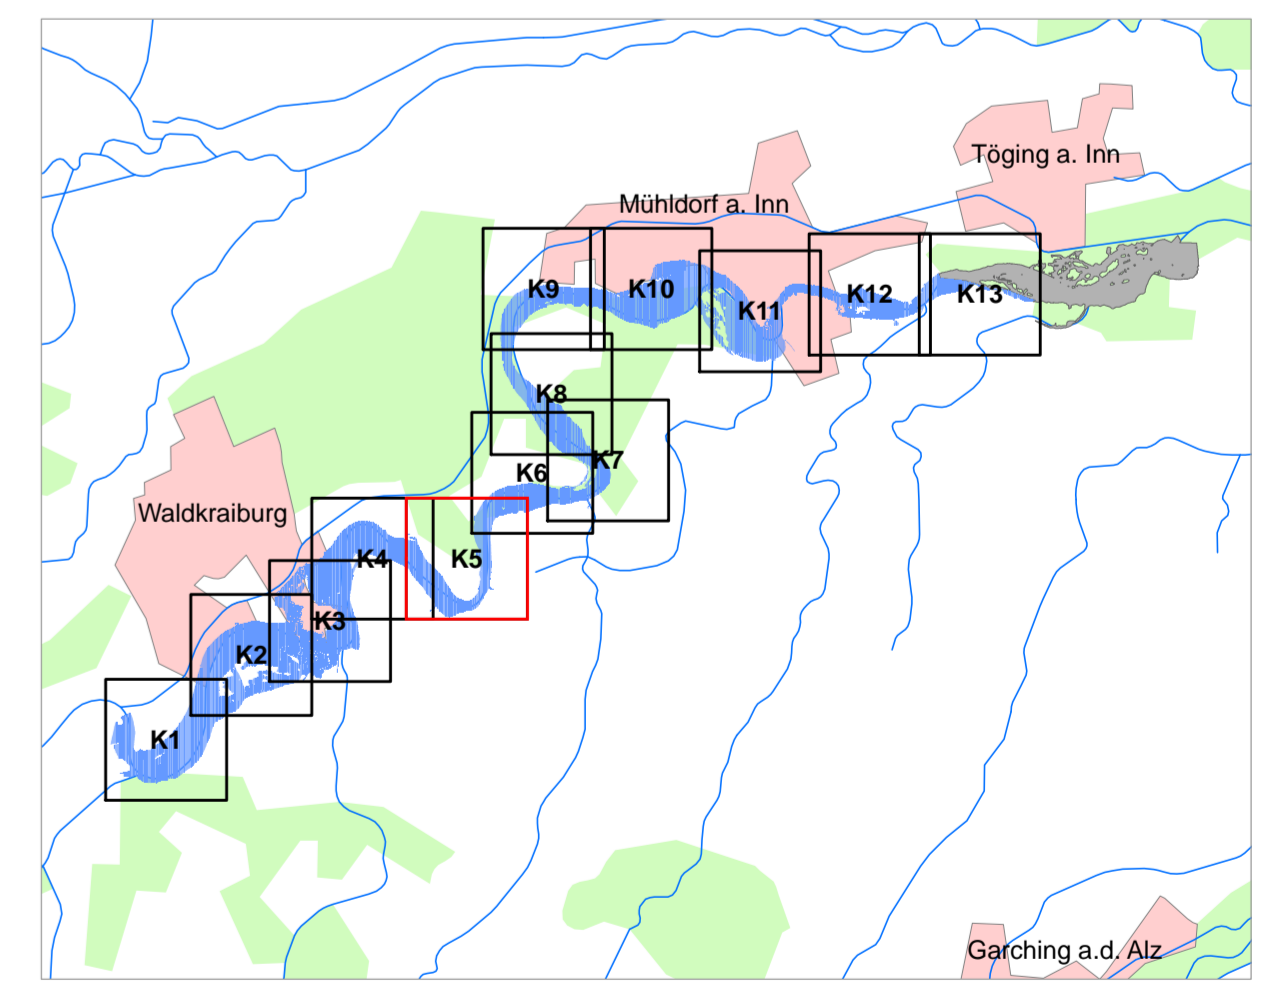 Töging a. Inn
Mühldorf a. Inn
K9
K10
K11
K12
K13
K8
K7
K6
Waldkraiburg
K4
K5
K3
K2
K1
Garching a.d. Alz